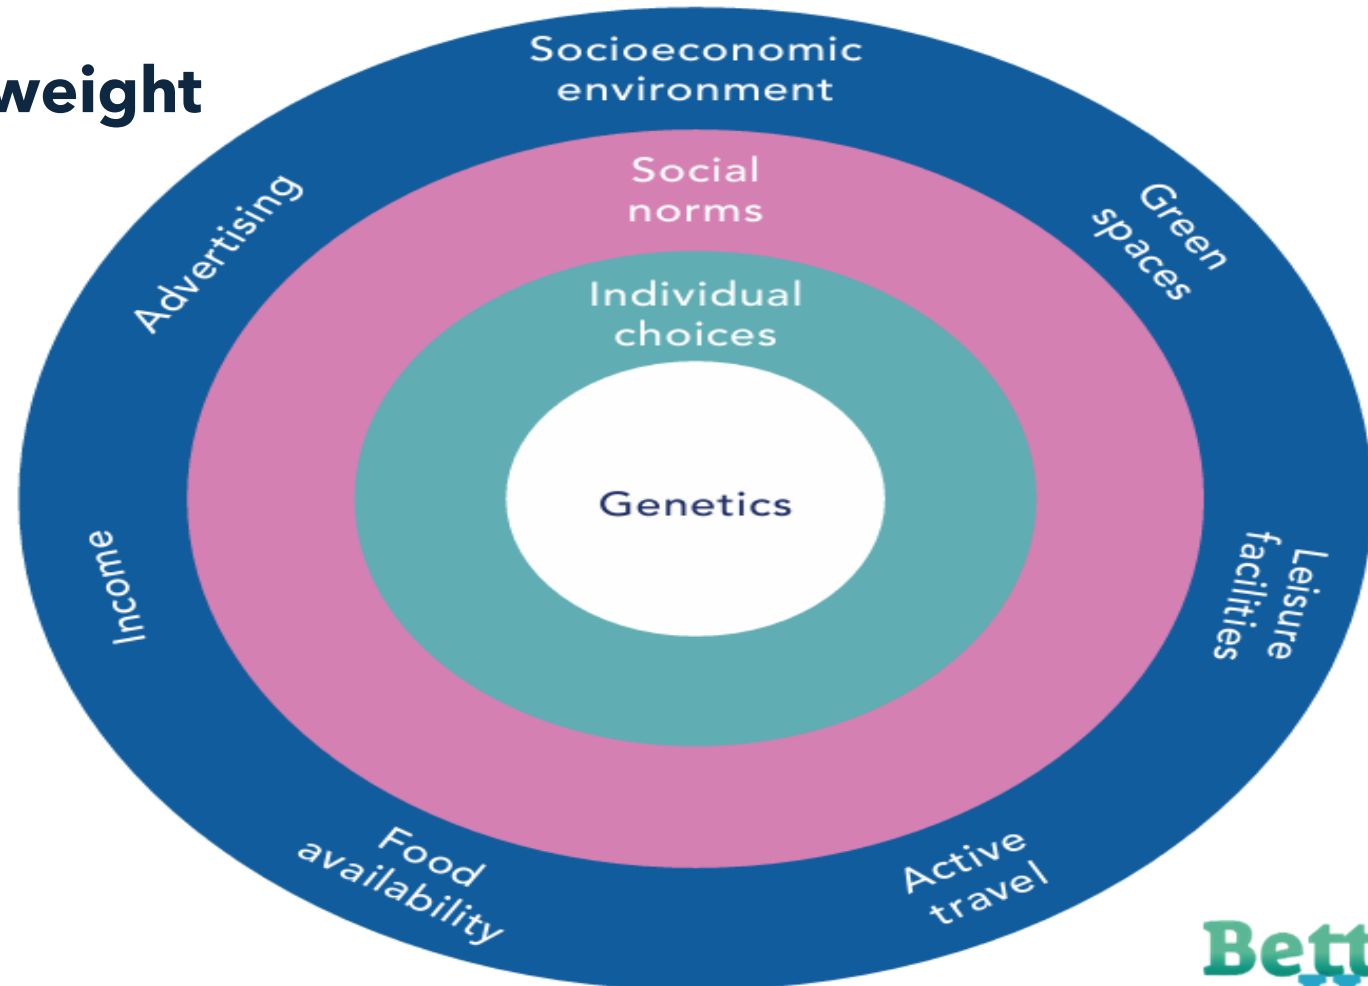 weight
Socioeconomic
environment
Advertising
Green
spaces
Social
norms
Individual
choices
Genetics
Income
Leisure
facilities
Food
availability
Active
travel
Bett